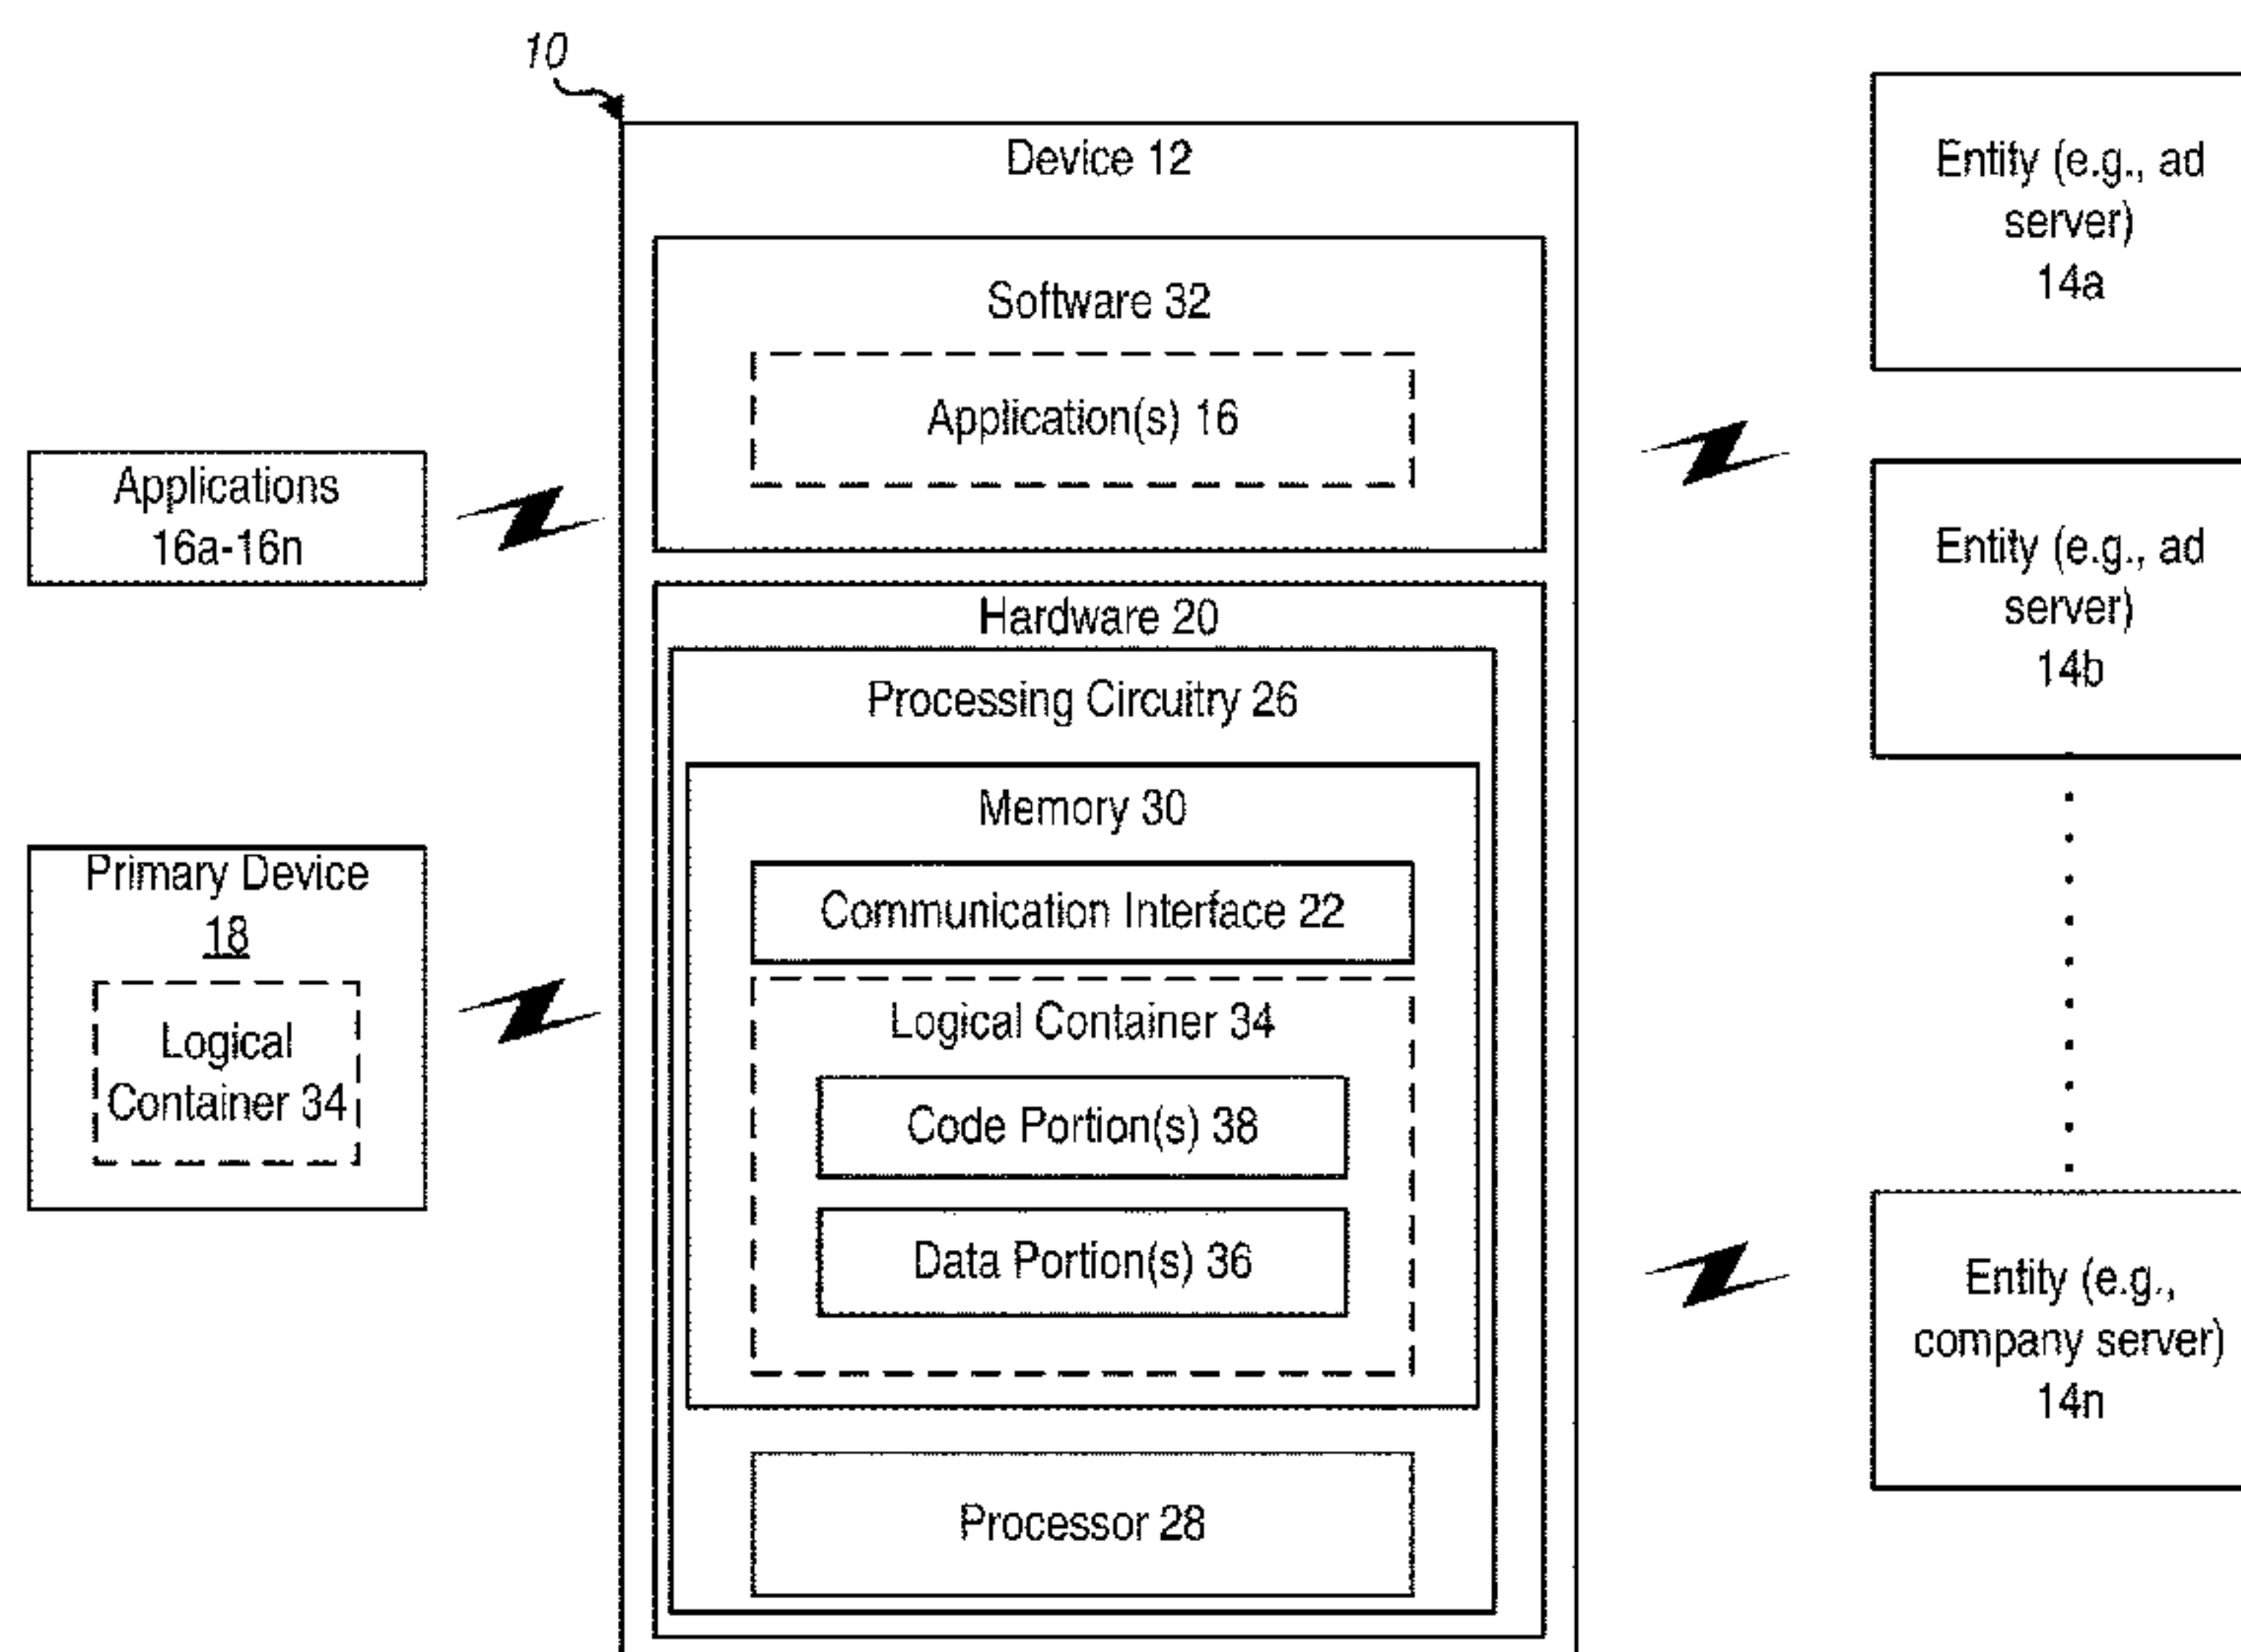 10
Device 12
Software 32
Application(s) 16
Applications
16a-16n
Primary Device
18
Logical
Container 34
Hardware 20
Processing Circuitry 26
Memory 30
Communication Interface 22
Logical Container 34
Code Portion(s) 38
Data Portion(s) 36
Processor 28
Entity (e.g., ad
server)
14a
Entity (e.g., ad
server)
14b
Entity (e.g.,
company server)
14n